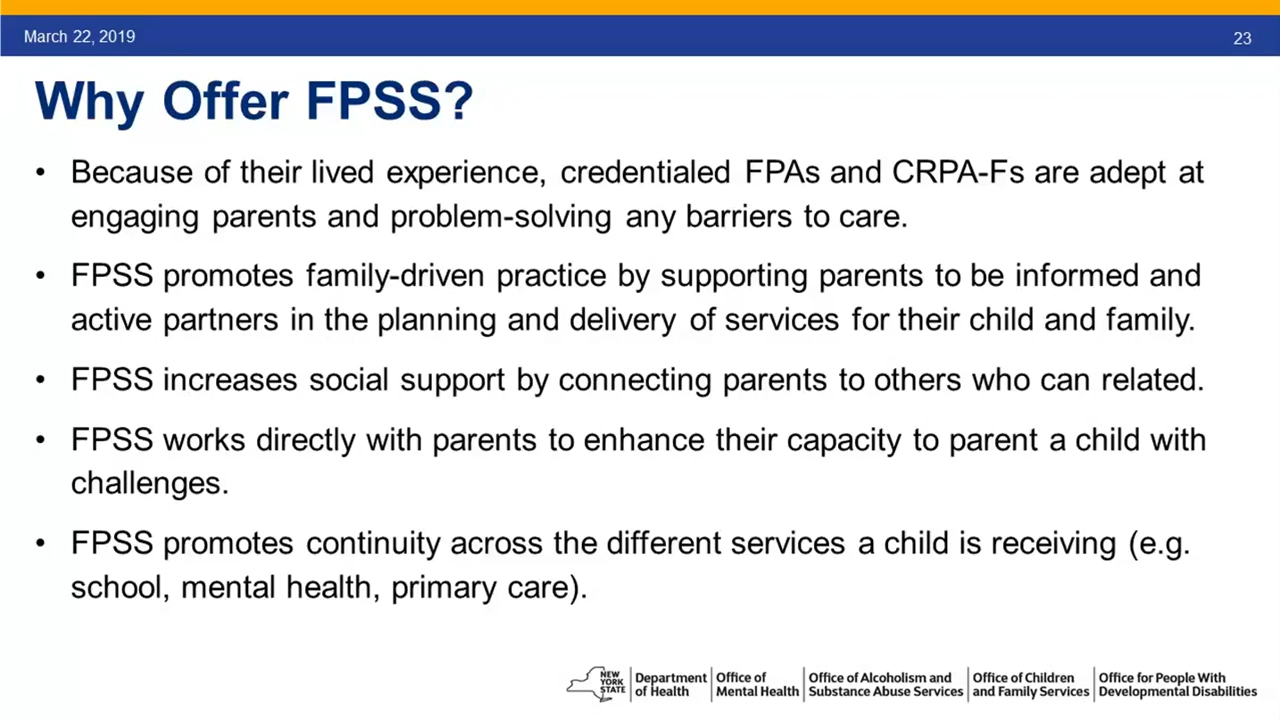 March 22, 2019
23
Why Offer FPSS?
• Because of their lived experience, credentialed FPAs and CRPA-Fs are adept at
engaging parents and problem-solving any barriers to care.
• FPSS promotes family-driven practice by supporting parents to be informed and
active partners in the planning and delivery of services for their child and family.
• FPSS increases social support by connecting parents to others who can related.
• FPSS works directly with parents to enhance their capacity to parent a child with
challenges.
• FPSS promotes continuity across the different services a child is receiving (e.g.
school, mental health, primary care).
NEW
YORK
STATE
Department
of Health
Office of
Mental Health
Office of Alcoholism and
Substance Abuse Services
Office of Children
and Family Services
Office for People With
Developmental Disabilities